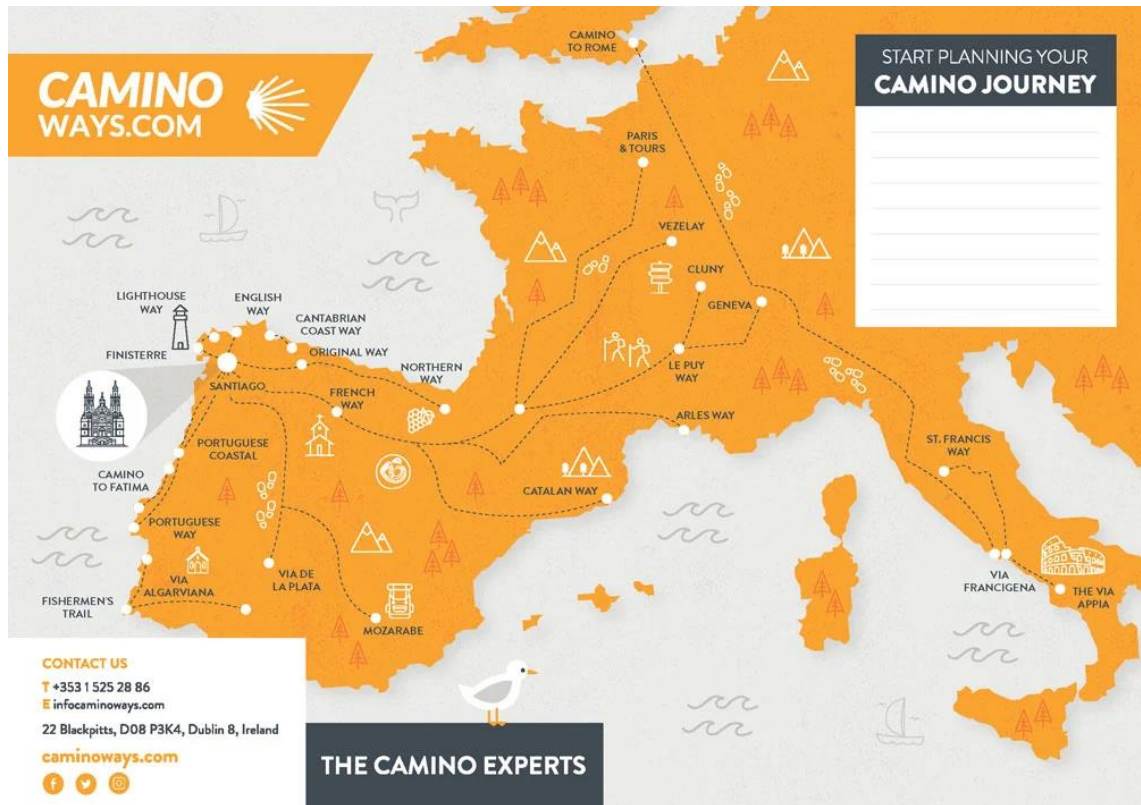 CAMINO
WAYS.COM
CAMINO
TO ROME
START PLANNING YOUR
CAMINO JOURNEY
PARIS
& TOURS
VEZELAY
CLUNY
GENEVA
LIGHTHOUSE
WAY
ENGLISH
WAY
CANTABRIAN
COAST WAY
FINISTERRE
ORIGINAL WAY
NORTHERN
WAY
LE PUY
WAY
SANTIAGO
FRENCH
WAY
ARLES WAY
PORTUGUESE
COASTAL
ST. FRANCIS
WAY
CAMINO
TO FATIMA
CATALAN WAY
PORTUGUESE
WAY
VIA
ALGARVIANA
VIA DE
LA PLATA
VIA
FRANCIGENA
THE VIA
APPIA
FISHERMEN'S
TRAIL
MOZARABE
CONTACT US
T +353 1 525 28 86
E infocaminoways.com
22 Blackpitts, D08 P3K4, Dublin 8, Ireland
caminoways.com
THE CAMINO EXPERTS